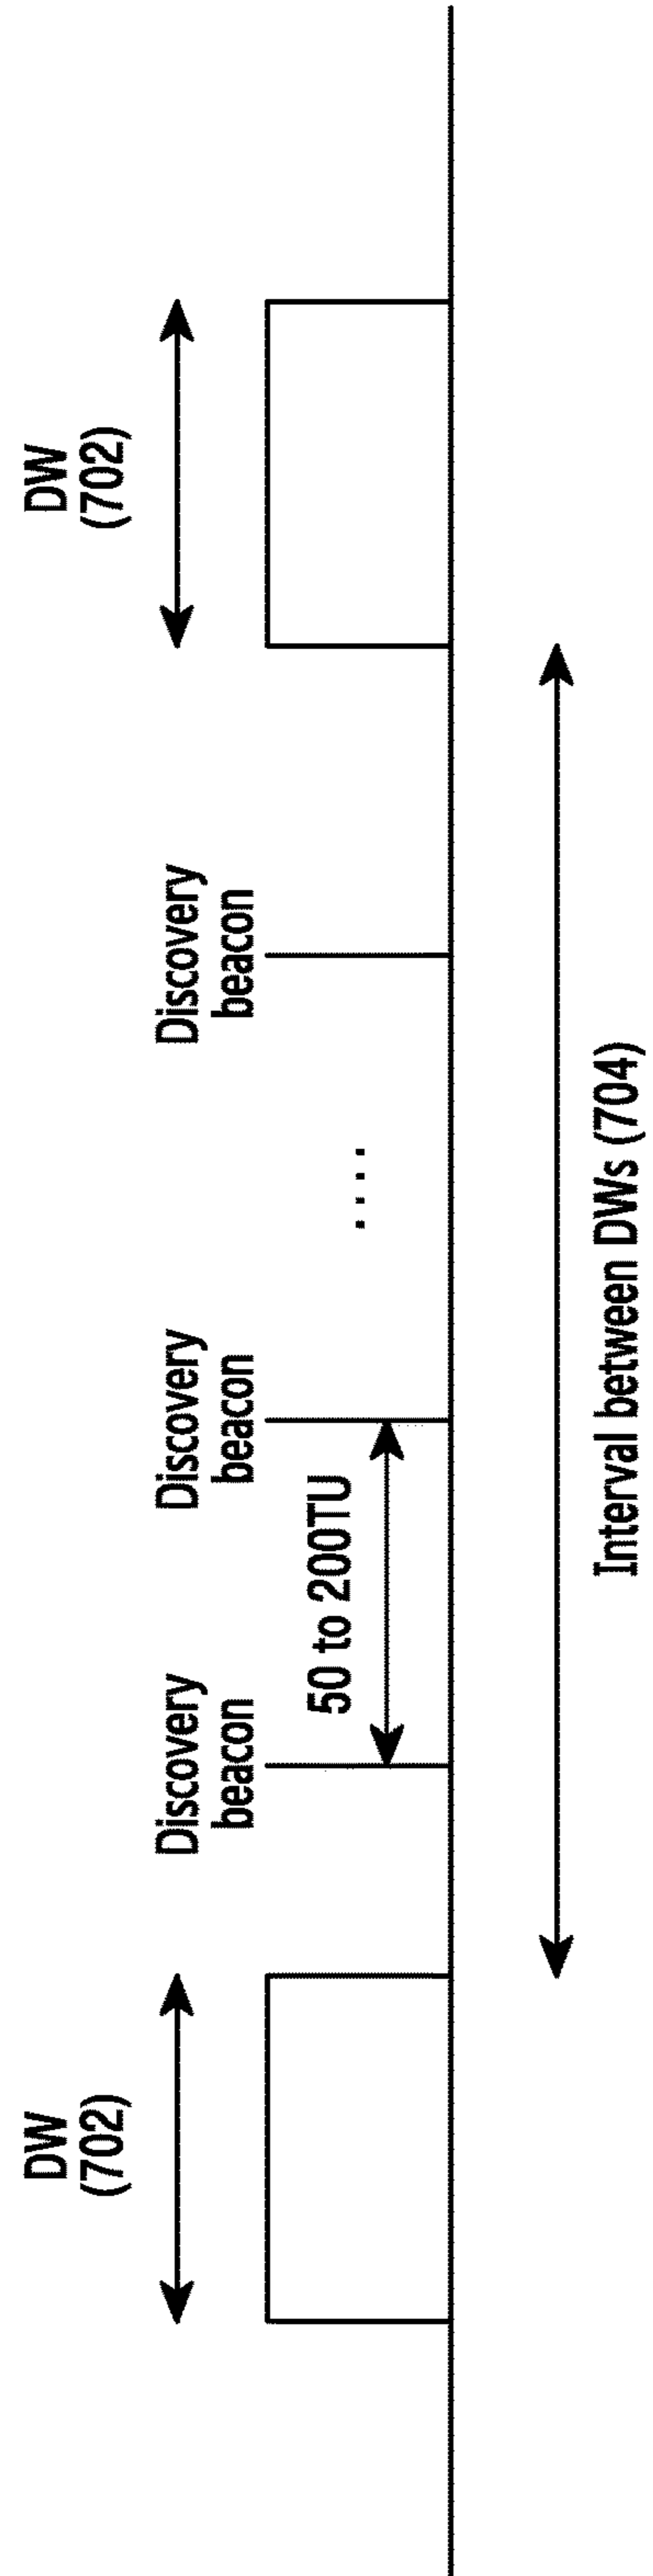 DW
(702)
DW
(702)
Discovery
beacon
Discovery
beacon
Discovery
beacon
50 to 200TU
....
Interval between DWs (704)